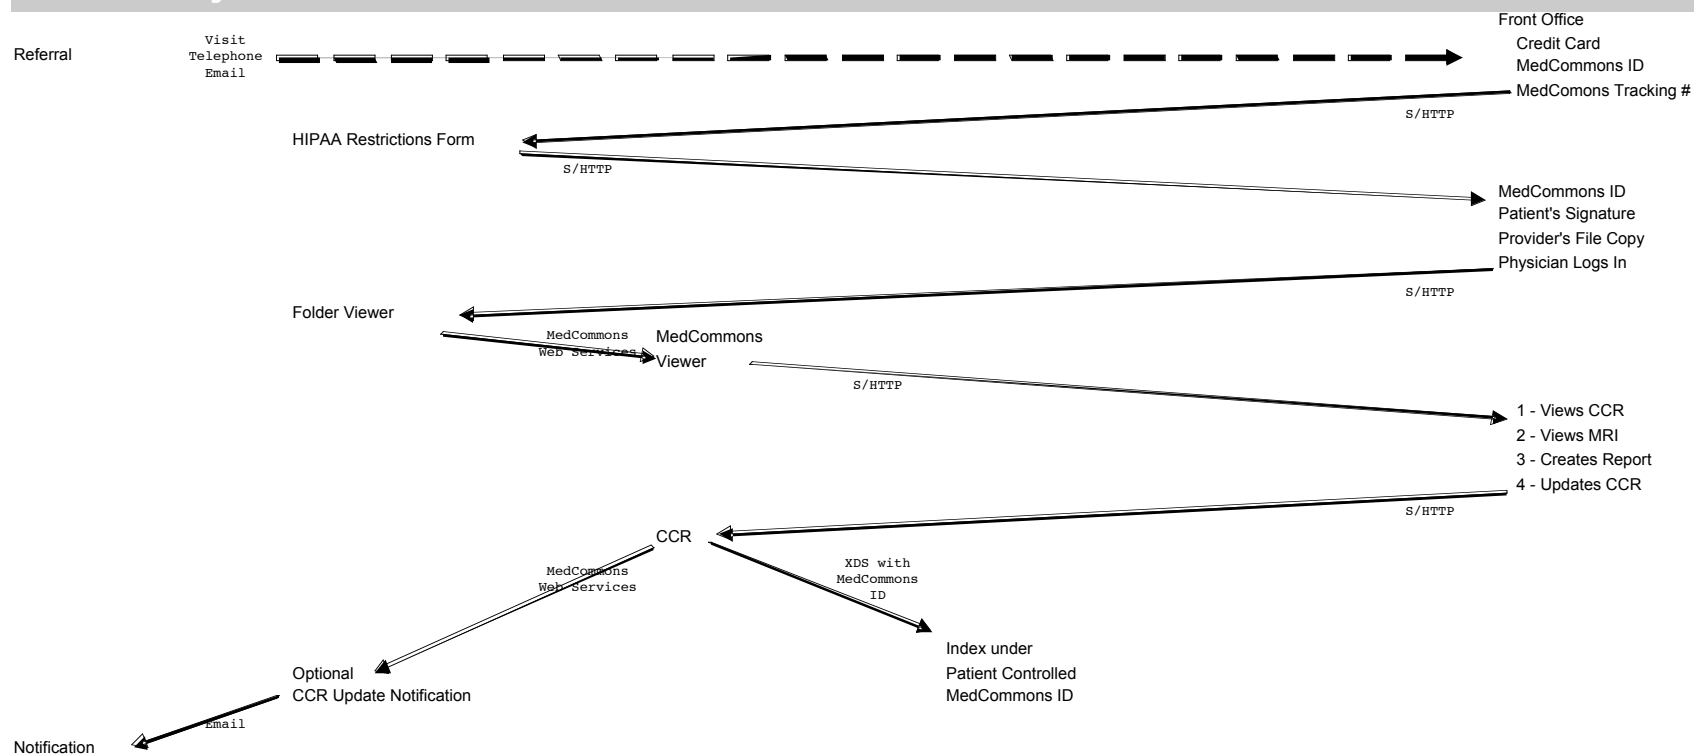 Front Office
Referral
Visit
Telephone
Email
Credit Card
MedCommons ID
MedComons Tracking #
S/HTTP
HIPAA Restrictions Form
S/HTTP
MedCommons ID
Patient's Signature
Provider's File Copy
Physician Logs In
S/HTTP
Folder Viewer
MedCommons
Web Services
MedCommons
Viewer
S/HTTP
1 - Views CCR
2 - Views MRI
3 - Creates Report
4 - Updates CCR
S/HTTP
CCR
MedCommons
Web Services
XDS with
MedCommons
ID
Index under
Patient Controlled
MedCommons ID
Optional
CCR Update Notification
Email
Notification